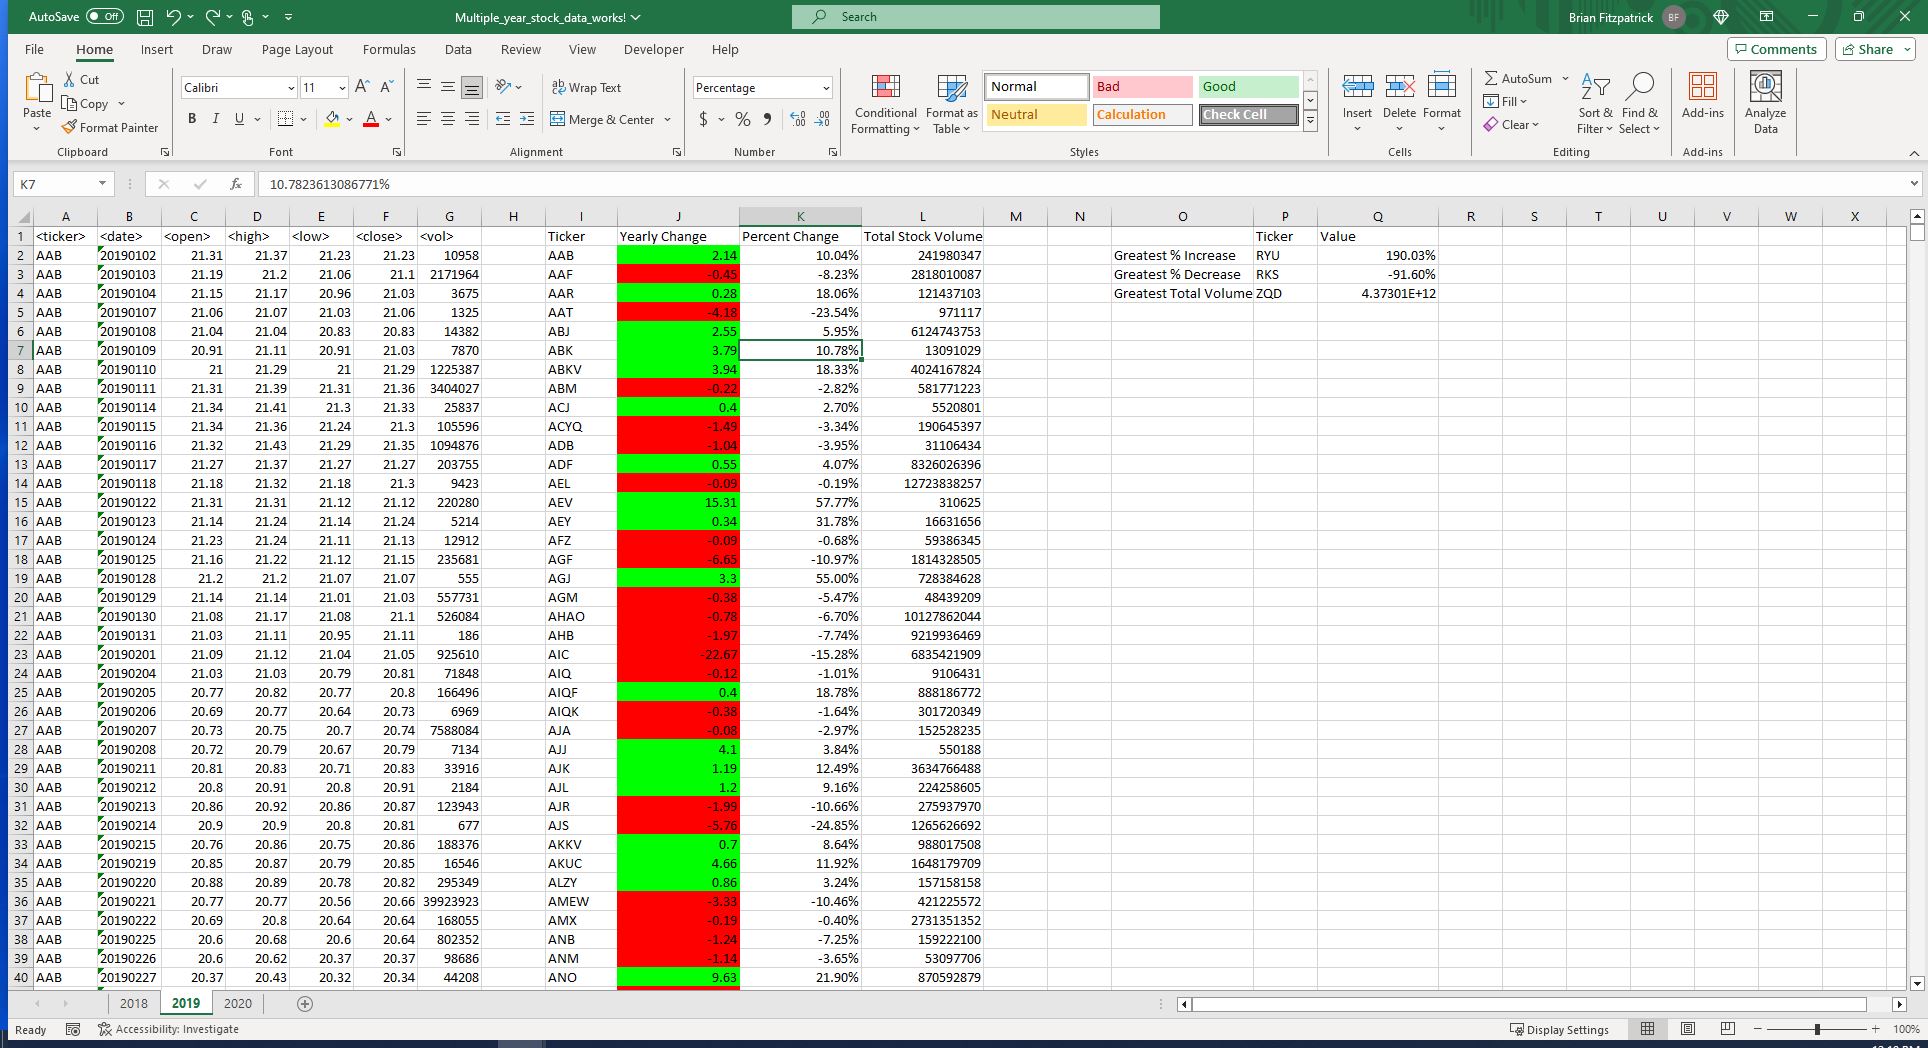 AutoSave Off Multiple_year_stock_data_works! Search Brian Fitzpatrick BF
File Home Insert Draw Page Layout Formulas Data Review View Developer Help Comments Share
Paste Cut Copy Format Painter Clipboard
Calibri 11 B I U Font
Wrap Text Merge & Center Alignment
Percentage $ % Number
Conditional Formatting Format as Table Normal Bad Good Neutral Calculation Check Cell Styles
Insert Delete Format Cells
AutoSum Fill Clear Sort & Filter Find & Select Editing
Add-ins Add-ins
Analyze Data
K7 fx 10.7823613086771%
A B C D E F G H I J K L M N O P Q R S T U V W X
1 <ticker> <date> <open> <high> <low> <close> <vol> Ticker Yearly Change Percent Change Total Stock Volume Ticker Value
2 AAB 20190102 21.31 21.37 21.23 21.23 10958 AAB 2.14 10.04% 241980347 Greatest % Increase RYU 190.03%
3 AAB 20190103 21.19 21.2 21.06 21.1 2171964 AAF -0.45 -8.23% 2818010087 Greatest % Decrease RKS -91.60%
4 AAB 20190104 21.15 21.17 20.96 21.03 3675 AAR 0.28 18.06% 121437103 Greatest Total Volume ZQD 4.37301E+12
5 AAB 20190107 21.06 21.07 21.03 21.06 1325 AAT -4.18 -23.54% 971117
6 AAB 20190108 21.04 21.04 20.83 20.83 14382 ABJ 2.55 5.95% 6124743753
7 AAB 20190109 20.91 21.11 20.91 21.03 7870 ABK 3.79 10.78% 13091029
8 AAB 20190110 21 21.29 21 21.29 1225387 ABKV 3.94 18.33% 4024167824
9 AAB 20190111 21.31 21.39 21.31 21.36 3404027 ABM -0.22 -2.82% 581771223
10 AAB 20190114 21.34 21.41 21.3 21.33 25837 ACJ 0.4 2.70% 5520801
11 AAB 20190115 21.34 21.36 21.24 21.3 105596 ACYQ -1.49 -3.34% 190645397
12 AAB 20190116 21.32 21.43 21.29 21.35 1094876 ADB -1.04 -3.95% 31106434
13 AAB 20190117 21.27 21.37 21.27 21.27 203755 ADF 0.55 4.07% 8326026396
14 AAB 20190118 21.18 21.32 21.18 21.3 9423 AEL -0.09 -0.19% 12723838257
15 AAB 20190122 21.31 21.31 21.12 21.12 220280 AEV 15.31 57.77% 310625
16 AAB 20190123 21.14 21.24 21.14 21.24 5214 AEY 0.34 31.78% 16631656
17 AAB 20190124 21.23 21.24 21.11 21.13 12912 AFZ -0.09 -0.68% 59386345
18 AAB 20190125 21.16 21.22 21.12 21.15 235681 AGF -6.65 -10.97% 1814328505
19 AAB 20190128 21.2 21.2 21.07 21.07 555 AGJ 3.3 55.00% 728384628
20 AAB 20190129 21.14 21.14 21.01 21.03 557731 AGM -0.38 -5.47% 48439209
21 AAB 20190130 21.08 21.17 21.08 21.1 526084 AHAO -0.78 -6.70% 10127862044
22 AAB 20190131 21.03 21.11 20.95 21.11 186 AHB -1.97 -7.74% 9219936469
23 AAB 20190201 21.09 21.12 21.04 21.05 925610 AIC -22.67 -15.28% 6835421909
24 AAB 20190204 21.03 21.03 20.79 20.81 71848 AIQ -0.12 -1.01% 9106431
25 AAB 20190205 20.77 20.82 20.77 20.8 166496 AIQF 0.4 18.78% 888186772
26 AAB 20190206 20.69 20.77 20.64 20.73 6969 AIQK -0.38 -1.64% 301720349
27 AAB 20190207 20.73 20.75 20.7 20.74 7588084 AJA -0.08 -2.97% 152528235
28 AAB 20190208 20.72 20.79 20.67 20.79 7134 AJJ 4.1 3.84% 550188
29 AAB 20190211 20.81 20.83 20.71 20.83 33916 AJK 1.19 12.49% 3634766488
30 AAB 20190212 20.8 20.91 20.8 20.91 2184 AJL 1.2 9.16% 224258605
31 AAB 20190213 20.86 20.92 20.86 20.87 123943 AJR -1.99 -10.66% 275937970
32 AAB 20190214 20.9 20.9 20.8 20.81 677 AJS -5.76 -24.85% 1265626692
33 AAB 20190215 20.76 20.86 20.75 20.86 188376 AKKV 0.7 8.64% 988017508
34 AAB 20190219 20.85 20.87 20.79 20.85 16546 AKUC 4.66 11.92% 1648179709
35 AAB 20190220 20.88 20.89 20.78 20.82 295349 ALZY 0.86 3.24% 157158158
36 AAB 20190221 20.77 20.77 20.56 20.66 39923923 AMEW -3.33 -10.46% 421225572
37 AAB 20190222 20.69 20.8 20.64 20.64 168055 AMX -0.19 -0.40% 2731351352
38 AAB 20190225 20.6 20.68 20.6 20.64 802352 ANB -1.24 -7.25% 159222100
39 AAB 20190226 20.6 20.62 20.37 20.37 98686 ANM -1.14 -3.65% 53097706
40 AAB 20190227 20.37 20.43 20.32 20.34 44208 ANO 9.63 21.90% 870592879
2018 2019 2020
Ready Accessibility: Investigate Display Settings 100%